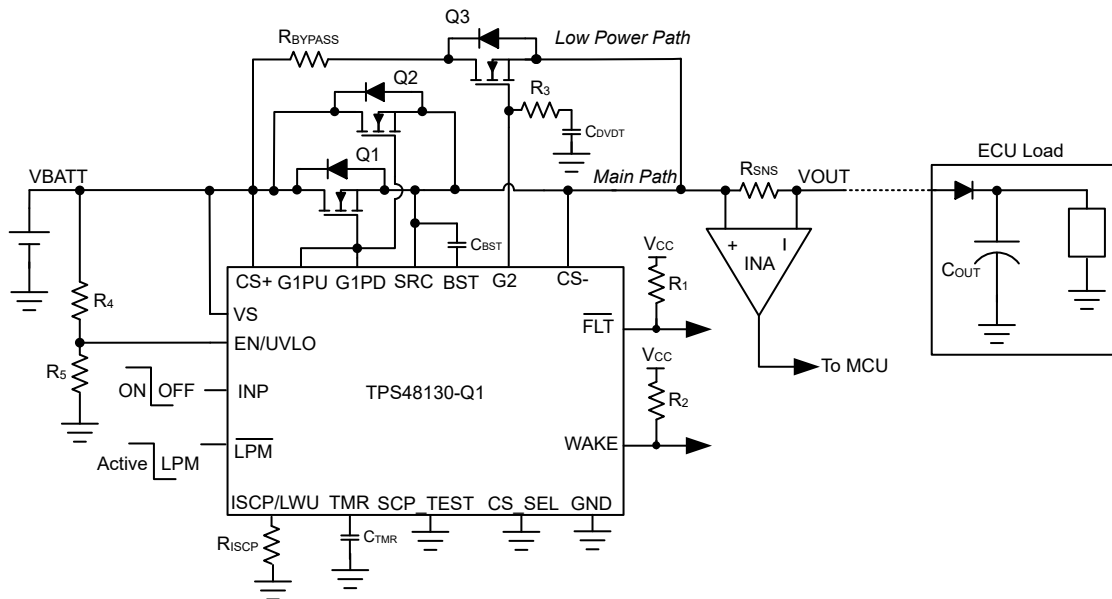 Q3
RBYPASS
Low Power Path
Q2
R3
CDVDT
Q1
ECU Load
VBATT
Main Path
RSNS
VOUT
CBST
VCC
+
I
INA
COUT
CS+
G1PU
G1PD
SRC
BST
G2
CS-
R1
R4
VS
FLT
EN/UVLO
VCC
To MCU
R5
ON
OFF
INP
TPS48130-Q1
R2
WAKE
LPM
Active
LPM
ISCP/LWU
TMR
SCP_TEST
CS_SEL
GND
RISCP
CTMR